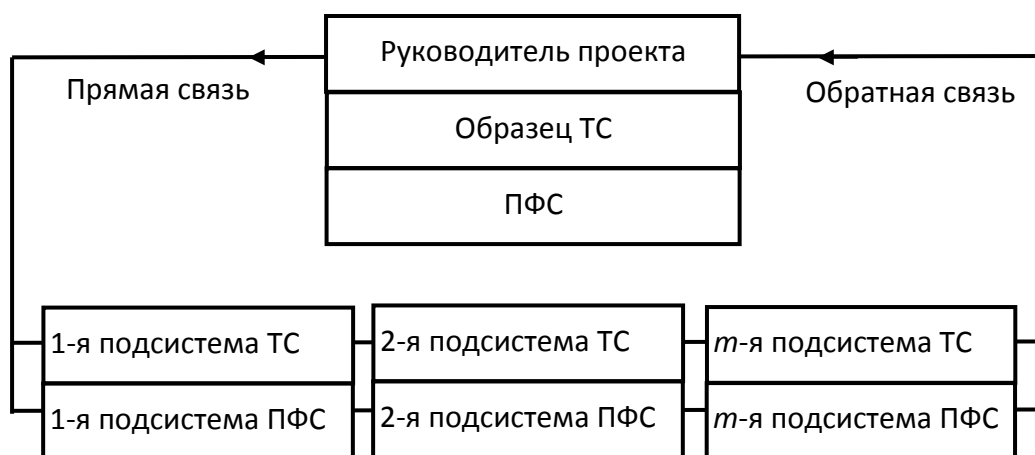 Руководитель проекта
Прямая связь
Обратная связь
Образец ТС
ПФС
1-я подсистема ТС
2-я подсистема ТС
m-я подсистема ТС
1-я подсистема ПФС
2-я подсистема ПФС
m-я подсистема ПФС